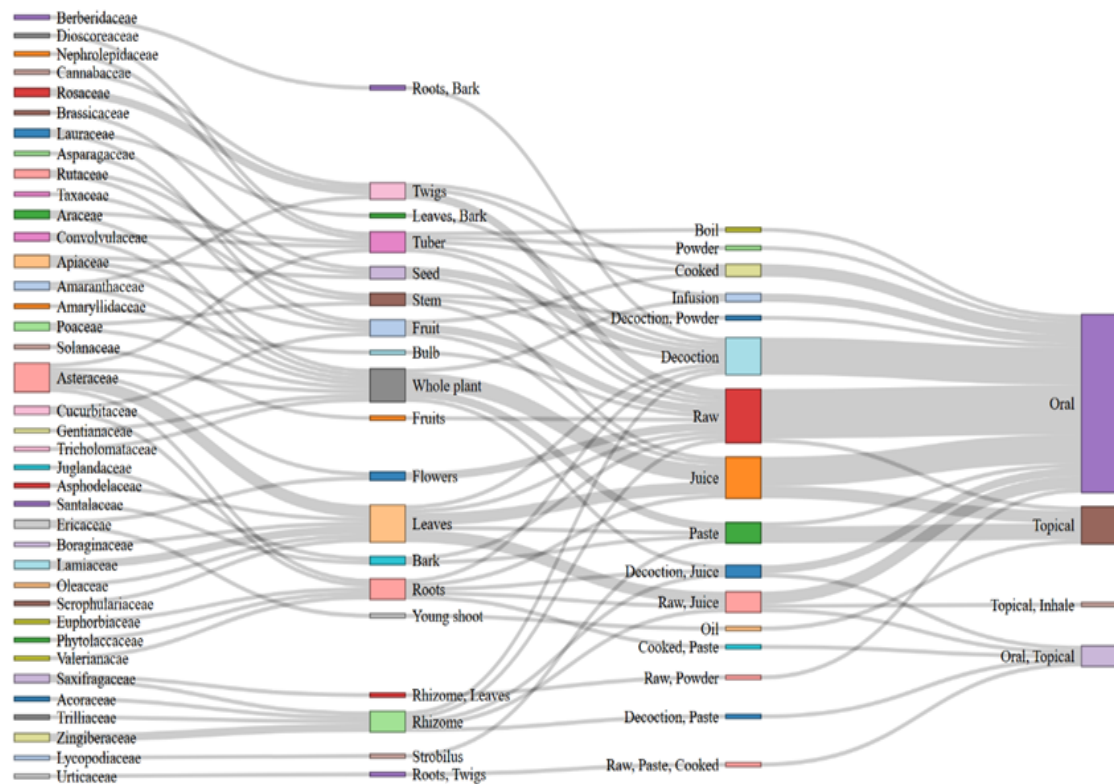 Berberidaceae
Dioscoreaceae
Nephrolepidaceae
Cannabaceae
Rosaceae
Brassicaceae
Lauraceae
Asparagaceae
Rutaceae
Taxaceae
Araceae
Convolvulaceae
Apiaceae
Amaranthaceae
Amaryllidaceae
Poaceae
Solanaceae
Asteraceae
Cucurbitaceae
Gentianaceae
Tricholomataceae
Juglandaceae
Asphodelaceae
Santalaceae
Ericaceae
Boraginaceae
Lamiaceae
Oleaceae
Scrophulariaceae
Euphorbiaceae
Phytolaccaceae
Valerianacae
Saxifragaceae
Acoraceae
Trilliaceae
Zingiberaceae
Lycopodiaceae
Urticaceae
Roots, Bark
Twigs
Leaves, Bark
Tuber
Seed
Stem
Fruit
Bulb
Whole plant
Fruits
Flowers
Leaves
Bark
Roots
Young shoot
Rhizome, Leaves
Rhizome
Strobilus
Roots, Twigs
Boil
Powder
Cooked
Infusion
Decoction, Powder
Decoction
Raw
Juice
Paste
Decoction, Juice
Raw, Juice
Oil
Cooked, Paste
Raw, Powder
Decoction, Paste
Raw, Paste, Cooked
Oral
Topical
Topical, Inhale
Oral, Topical